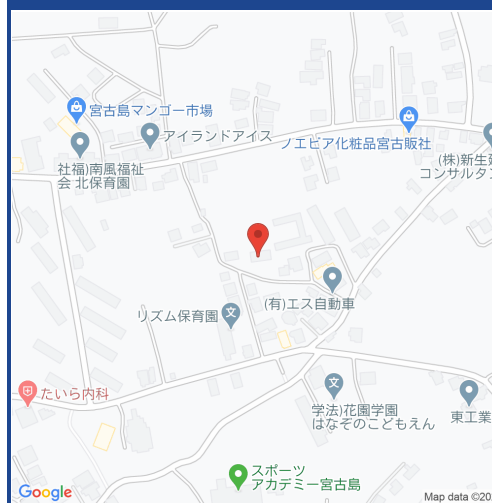 宮古島マンゴー市場
アイランドアイス
ノエビア化粧品宮古販社
社福)南風福祉
会 北保育園
(株)新生
コンサルタ
(有)エス自動車
リズム保育園
たいら内科
学法)花園学園
はなぞのこどもえん
東工業
スポーツ
アカデミー宮古島
Google
Map data ©20